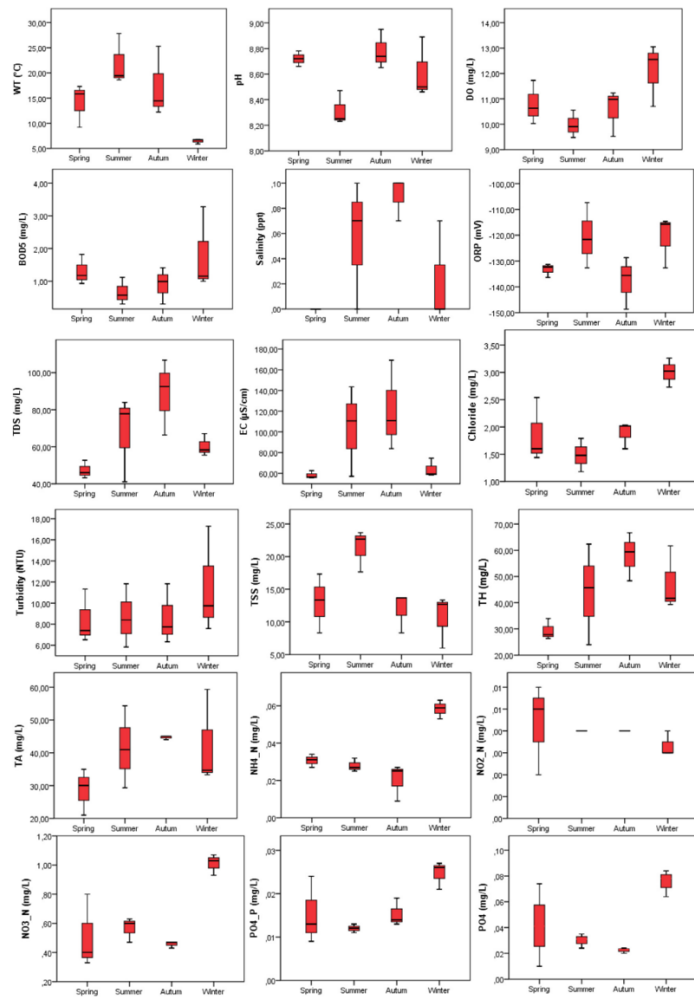 30,00
25,00
20,00
15,00
10,00
5,00
WT (°C)
Spring Summer Autum Winter
9,00
8,80
8,60
8,40
8,20
8,00
pH
Spring Summer Autum Winter
14,00
13,00
12,00
11,00
10,00
9,00
DO (mg/L)
Spring Summer Autum Winter
4,00
3,00
2,00
1,00
BOD5 (mg/L)
Spring Summer Autum Winter
,10
,08
,06
,04
,02
,00
Salinity (ppt)
Spring Summer Autum Winter
-100,00
-110,00
-120,00
-130,00
-140,00
-150,00
ORP (mV)
Spring Summer Autum Winter
100,00
80,00
60,00
40,00
TDS (mg/L)
Spring Summer Autum Winter
180,00
160,00
140,00
120,00
100,00
80,00
60,00
EC (µS/cm)
Spring Summer Autum Winter
3,50
3,00
2,50
2,00
1,50
1,00
Chloride (mg/L)
Spring Summer Autum Winter
18,00
16,00
14,00
12,00
10,00
8,00
6,00
Turbidity (NTU)
Spring Summer Autum Winter
25,00
20,00
15,00
10,00
5,00
TSS (mg/L)
Spring Summer Autum Winter
70,00
60,00
50,00
40,00
30,00
20,00
TH (mg/L)
Spring Summer Autum Winter
60,00
50,00
40,00
30,00
20,00
TA (mg/L)
Spring Summer Autum Winter
,08
,06
,04
,02
,00
NH4_N (mg/L)
Spring Summer Autum Winter
,01
,01
,00
,00
,00
,00
,00
NO2_N (mg/L)
Spring Summer Autum Winter
1,20
1,00
,80
,60
,40
,20
NO3_N (mg/L)
Spring Summer Autum Winter
,03
,02
,01
,00
PO4_P (mg/L)
Spring Summer Autum Winter
,10
,08
,06
,04
,02
,00
PO4 (mg/L)
Spring Summer Autum Winter